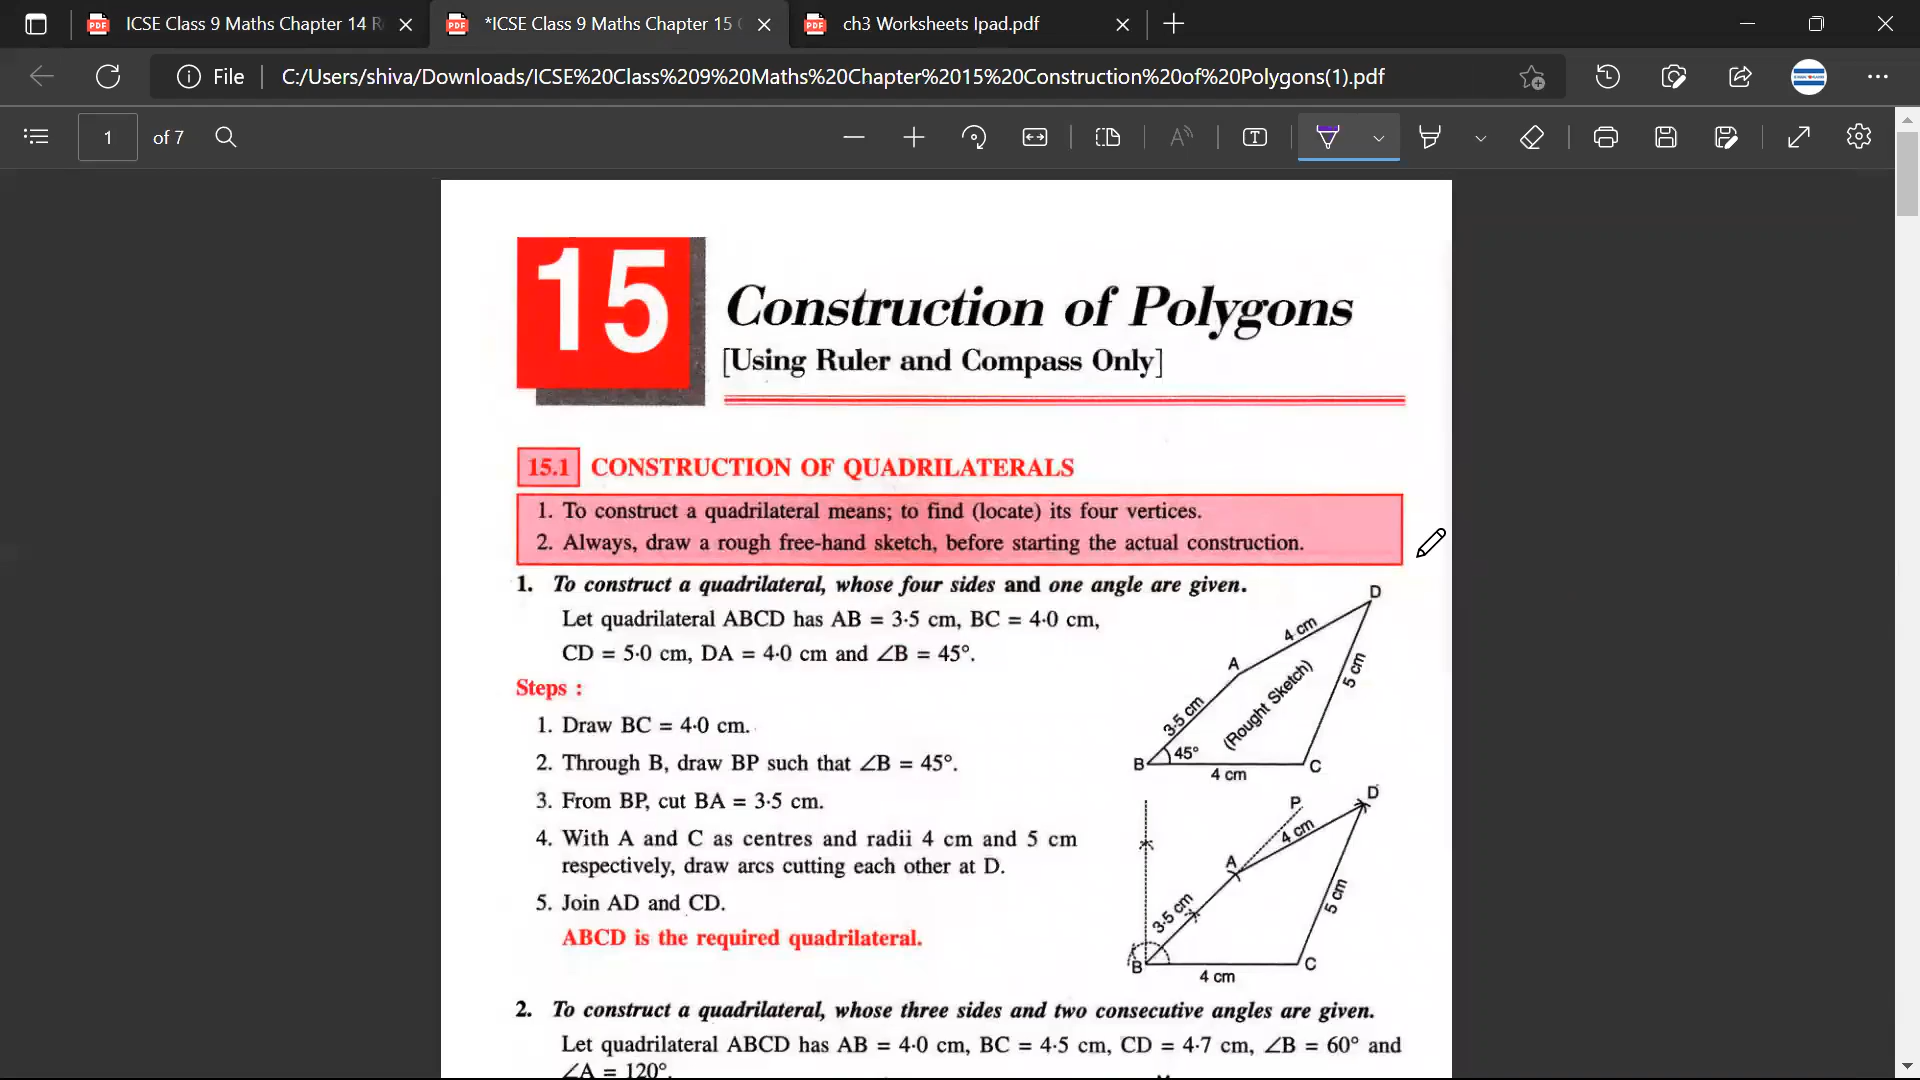 ICSE Class 9 Maths Chapter 14 R
*ICSE Class 9 Maths Chapter 15
ch3 Worksheets Ipad.pdf
File
C:/Users/shiva/Downloads/ICSE%20Class%209%20Maths%20Chapter%2015%20Construction%20of%20Polygons(1).pdf
1 of 7
15
Construction of Polygons
[Using Ruler and Compass Only]
15.1 CONSTRUCTION OF QUADRILATERALS
1. To construct a quadrilateral means; to find (locate) its four vertices.
2. Always, draw a rough free-hand sketch, before starting the actual construction.
1. To construct a quadrilateral, whose four sides and one angle are given.
Let quadrilateral ABCD has AB = 3·5 cm, BC = 4·0 cm,
CD = 5·0 cm, DA = 4·0 cm and ∠B = 45°.
Steps :
1. Draw BC = 4·0 cm.
2. Through B, draw BP such that ∠B = 45°.
3. From BP, cut BA = 3·5 cm.
4. With A and C as centres and radii 4 cm and 5 cm
respectively, draw arcs cutting each other at D.
5. Join AD and CD.
ABCD is the required quadrilateral.
D
4 cm
A
5 cm
3·5 cm
(Rought Sketch)
45°
B
C
4 cm
D
P
4 cm
A
3·5 cm
5 cm
B
C
4 cm
2. To construct a quadrilateral, whose three sides and two consecutive angles are given.
Let quadrilateral ABCD has AB = 4·0 cm, BC = 4·5 cm, CD = 4·7 cm, ∠B = 60° and
∠A = 120°.